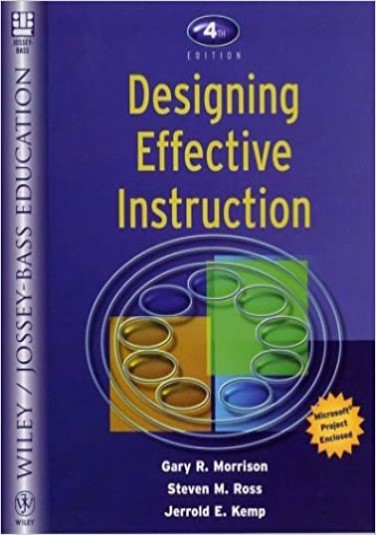 JOSSEY-
BASS
WILEY / JOSSEY-BASS EDUCATION
WILEY
4TH
EDITION
Designing
Effective
Instruction
Microsoft®
Project
Enclosed
Gary R. Morrison
Steven M. Ross
Jerrold E. Kemp